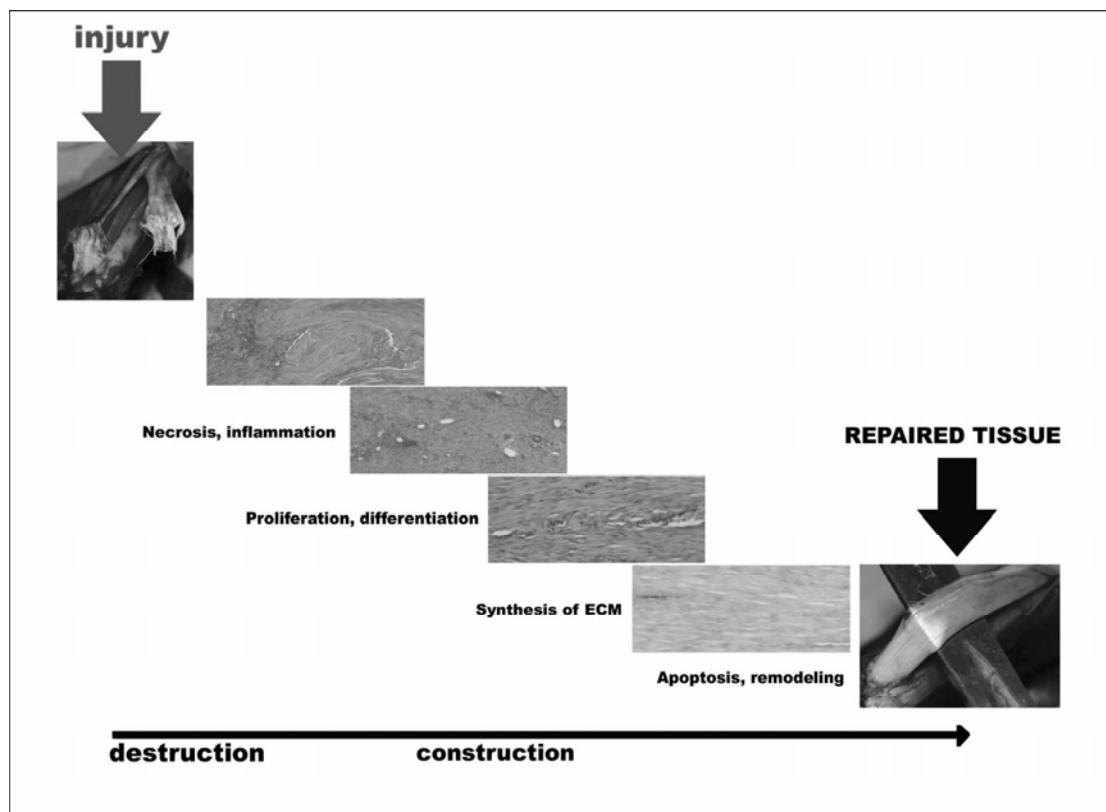 injury
Necrosis, inflammation
REPAIRED TISSUE
Proliferation, differentiation
Synthesis of ECM
Apoptosis, remodeling
destruction
construction